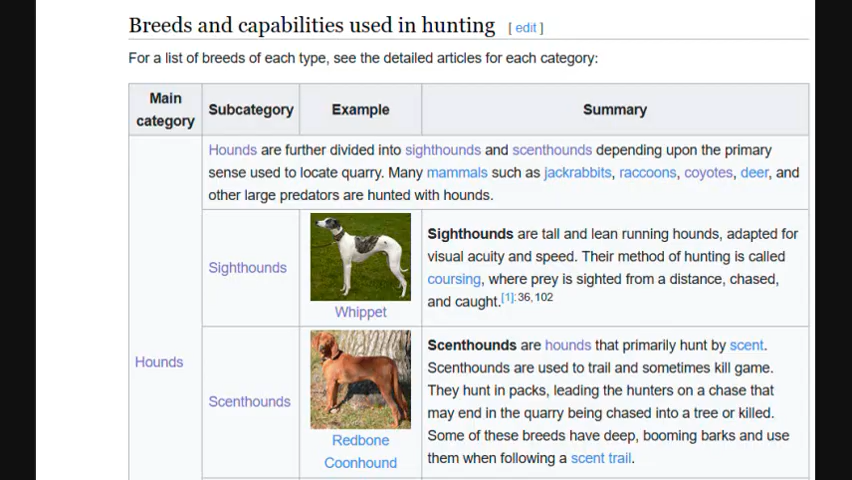 Breeds and capabilities used in hunting [ edit ]
For a list of breeds of each type, see the detailed articles for each category:
Main category Subcategory Example Summary
Hounds are further divided into sighthounds and scenthounds depending upon the primary
sense used to locate quarry. Many mammals such as jackrabbits, raccoons, coyotes, deer, and
other large predators are hunted with hounds.
Hounds
Sighthounds
Whippet
Sighthounds are tall and lean running hounds, adapted for
visual acuity and speed. Their method of hunting is called
coursing, where prey is sighted from a distance, chased,
and caught.[1]: 36, 102
Scenthounds
Redbone
Coonhound
Scenthounds are hounds that primarily hunt by scent.
Scenthounds are used to trail and sometimes kill game.
They hunt in packs, leading the hunters on a chase that
may end in the quarry being chased into a tree or killed.
Some of these breeds have deep, booming barks and use
them when following a scent trail.